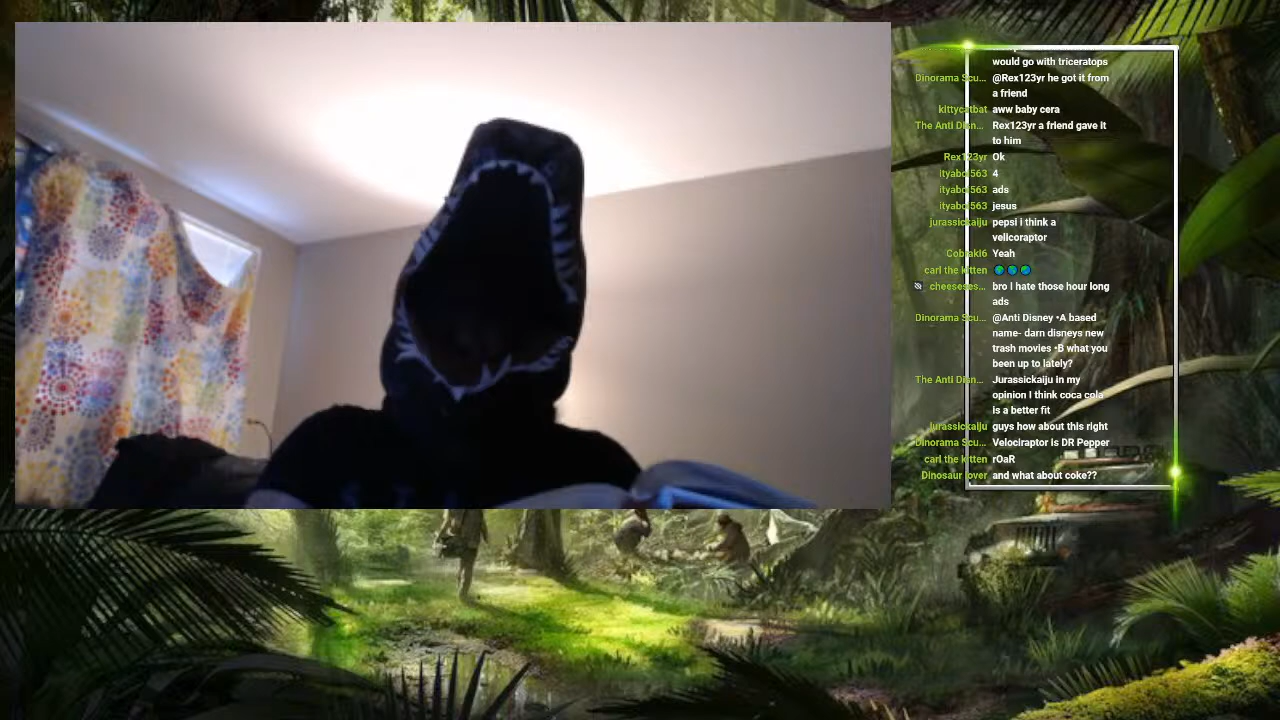 would go with triceratops
Dinorama Scu... @Rex123yr he got it from
a friend
kittycatbat aww baby cera
The Anti Disn... Rex123yr a friend gave it
to him
Rex123yr Ok
ityaboi563 4
ityaboi563 ads
ityaboi563 jesus
jurassickaiju pepsi i think a
velicoraptor
Yeah
carl the kitten 🌍🌎🌏
cheeseses... bro I hate those hour long
ads
Dinorama Scu... @Anti Disney •A based
name- darn disneys new
trash movies •B what you
been up to lately?
The Anti Disn... Jurassickaiju in my
opinion I think coca cola
is a better fit
jurassickaiju guys how about this right
Dinorama Scu... Velociraptor is DR Pepper
carl the kitten rOaR
Dinosaur lover and what about coke??